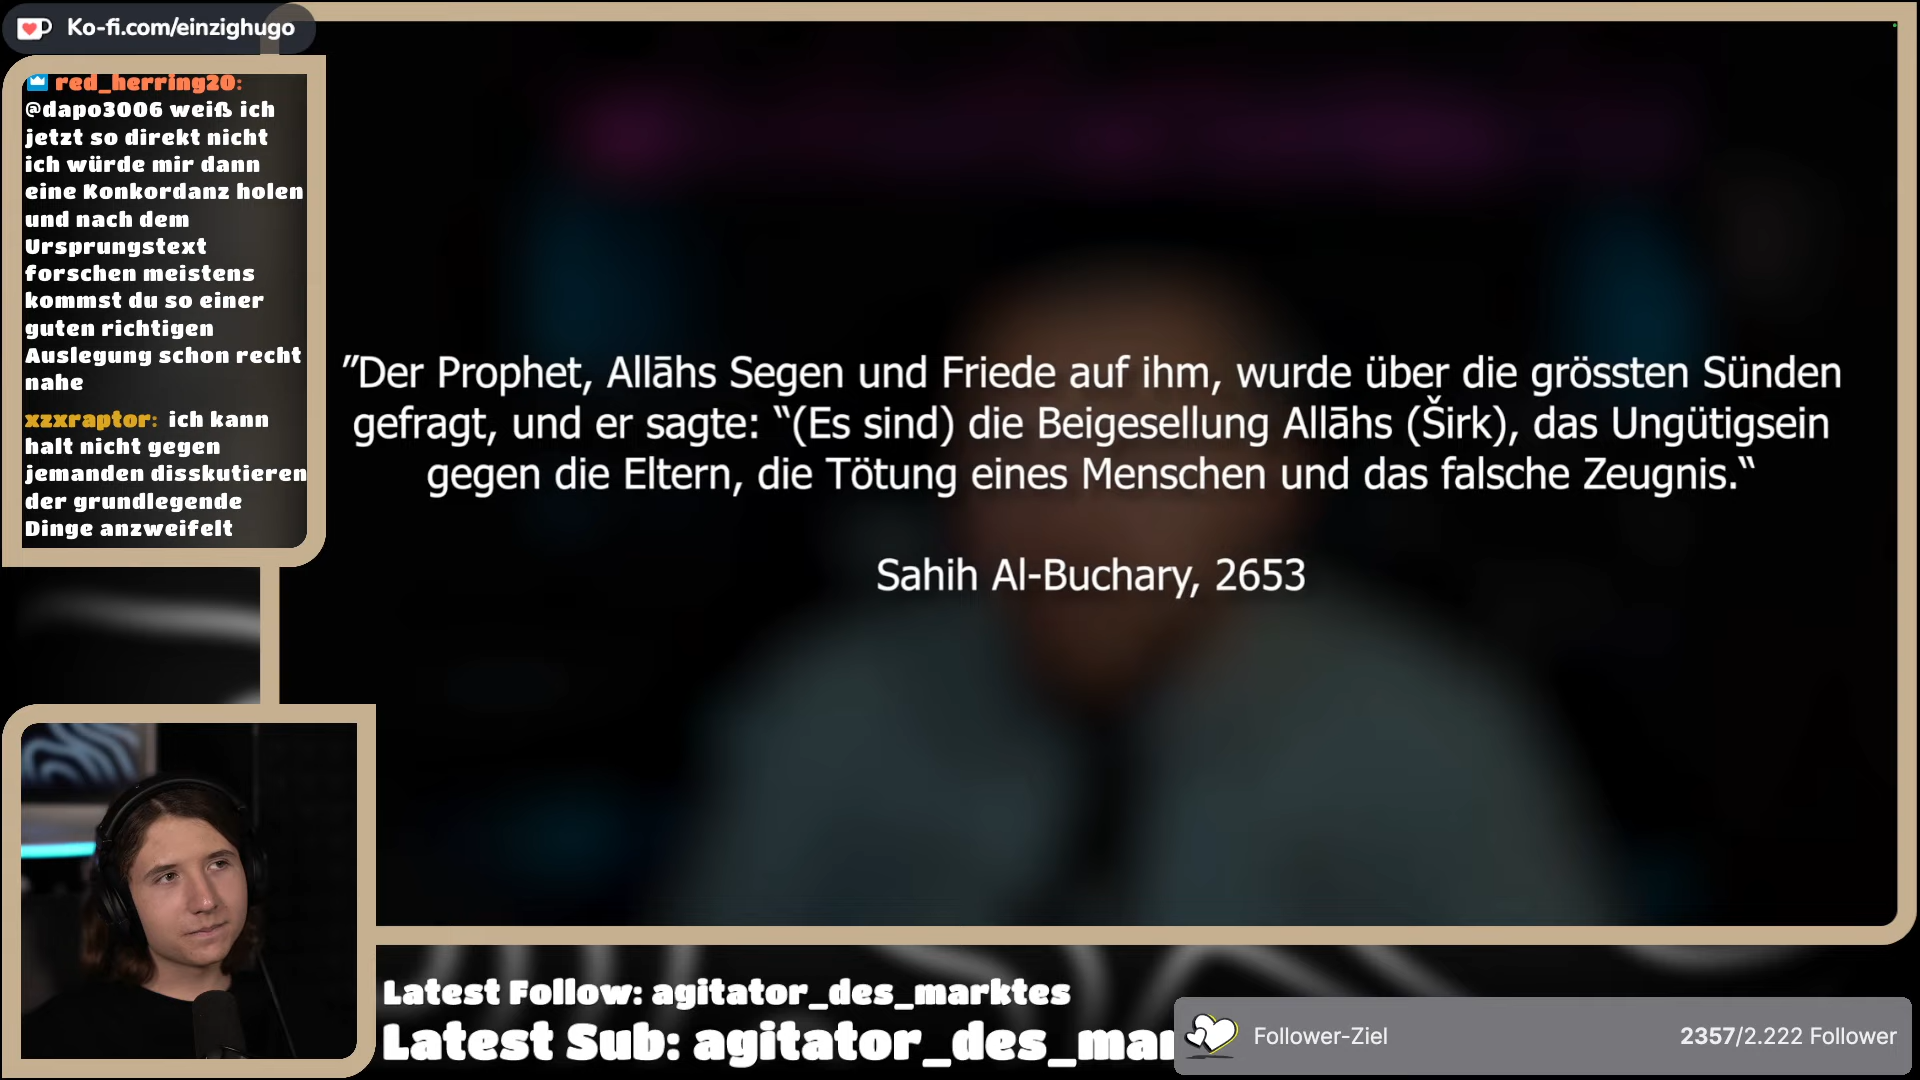 Ko-fi.com/einzighugo
red_herring20:
@dapo3006 weiß ich
jetzt so direkt nicht
ich würde mir dann
eine Konkordanz holen
und nach dem
Ursprungstext
forschen meistens
kommst du so einer
guten richtigen
Auslegung schon recht
nahe
xzxraptor: ich kann
halt nicht gegen
jemanden disskutieren
der grundlegende
Dinge anzweifelt
"Der Prophet, Allāhs Segen und Friede auf ihm, wurde über die grössten Sünden
gefragt, und er sagte: “(Es sind) die Beigesellung Allāhs (Širk), das Ungütigsein
gegen die Eltern, die Tötung eines Menschen und das falsche Zeugnis.“
Sahih Al-Buchary, 2653
Latest Follow: agitator_des_marktes
Latest Sub: agitator_des_mar
Follower-Ziel
2357/2.222 Follower